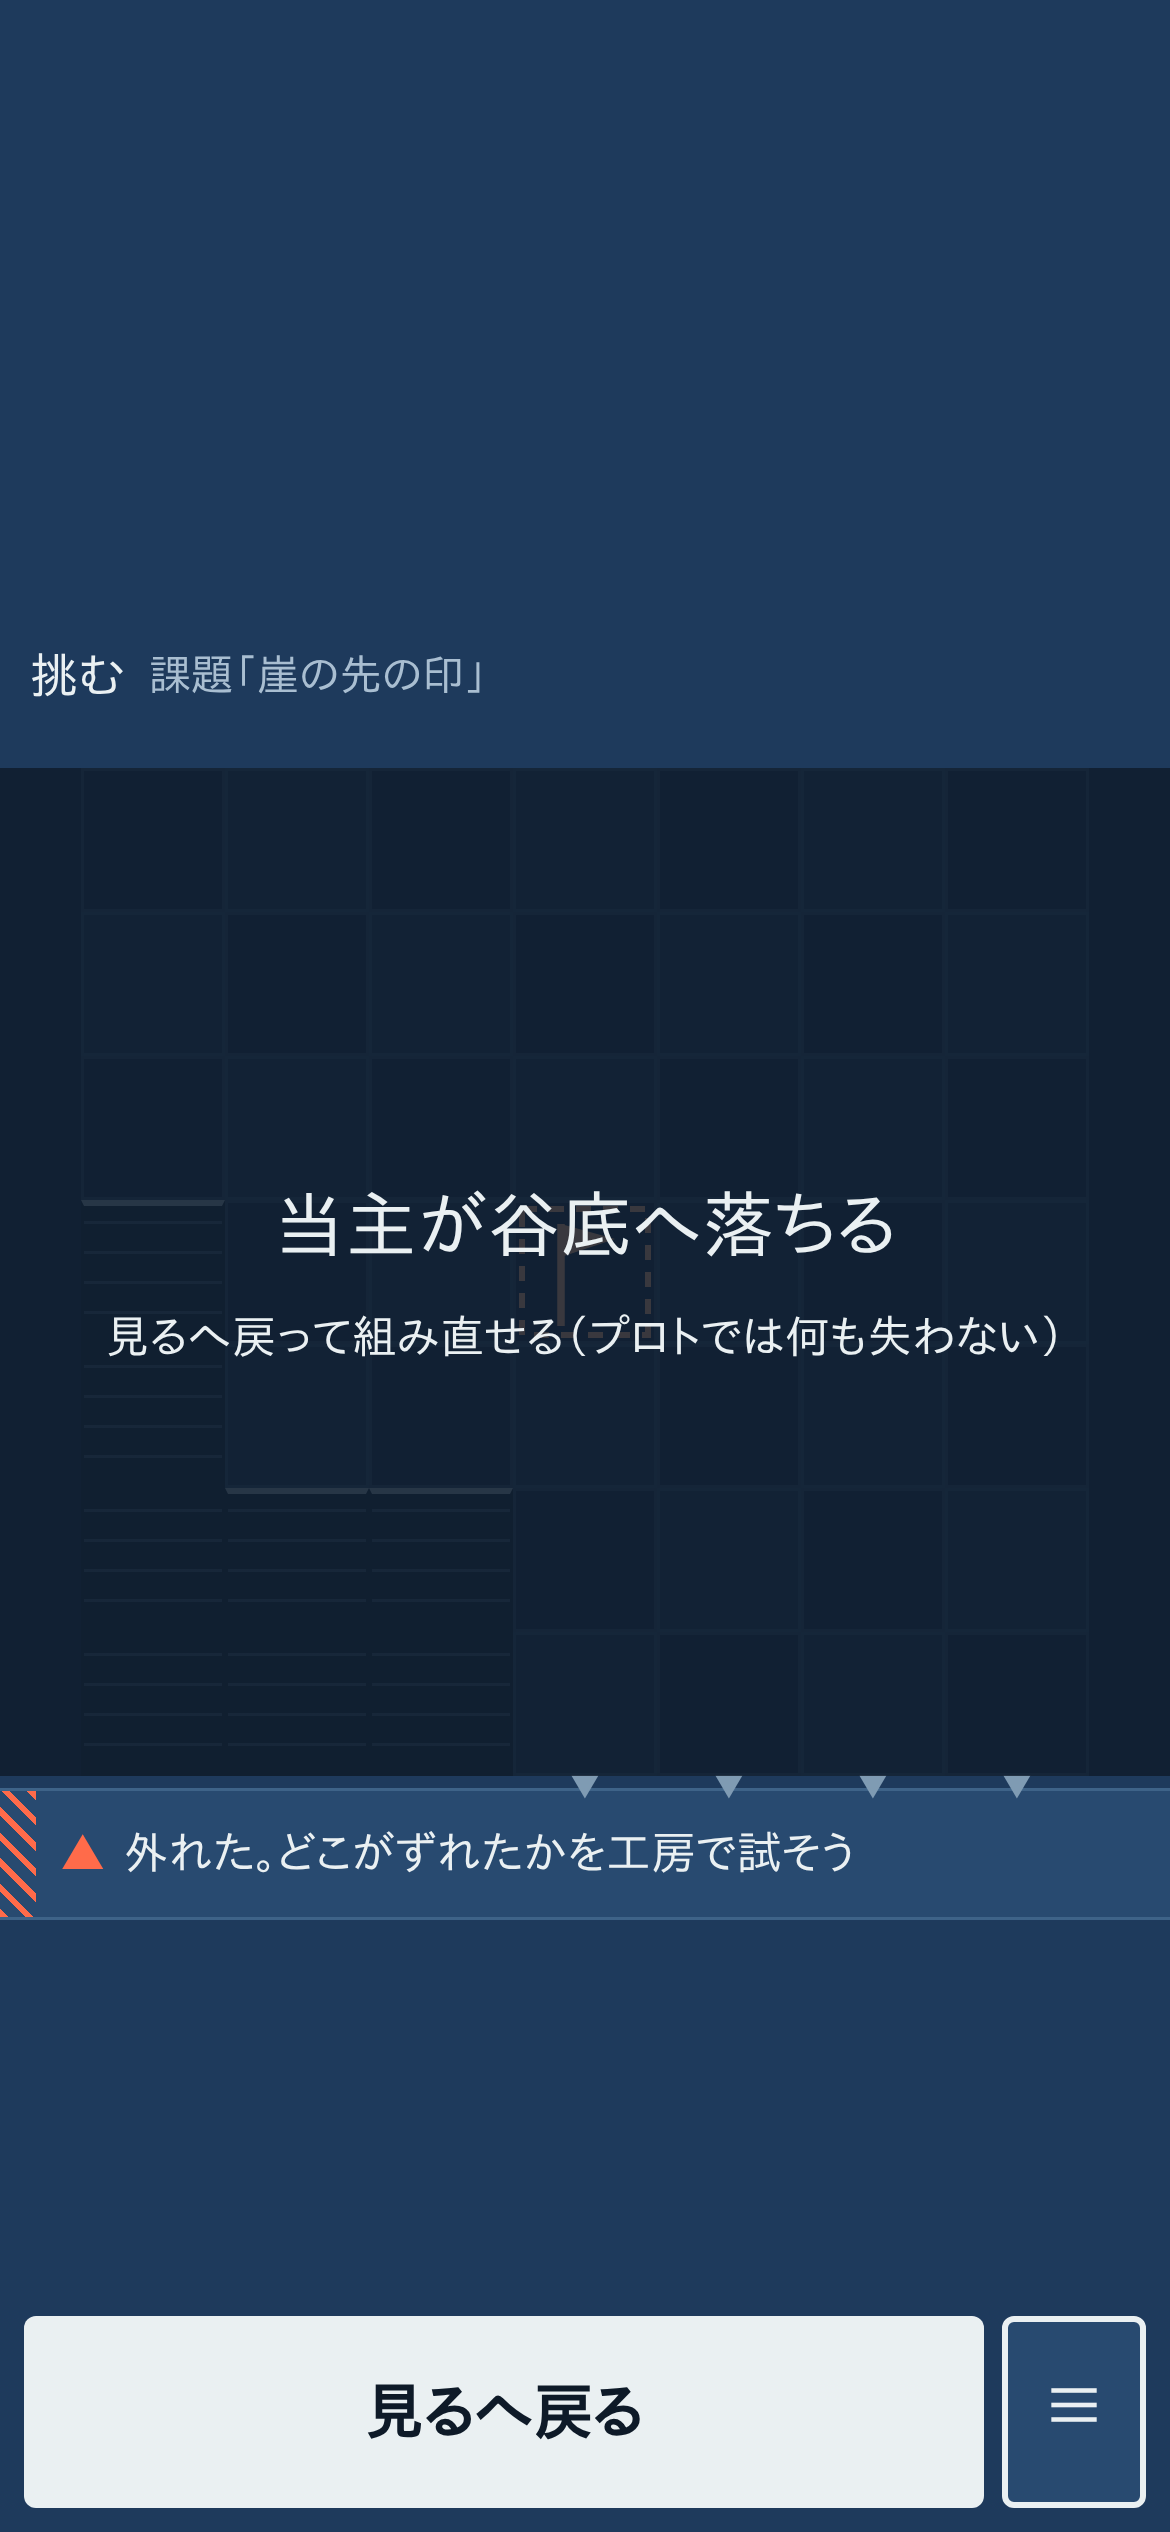 挑む 課題「崖の先の印」
当主が谷底へ落ちる
見るへ戻って組み直せる（プロトでは何も失わない）
外れた。どこがずれたかを工房で試そう
見るへ戻る